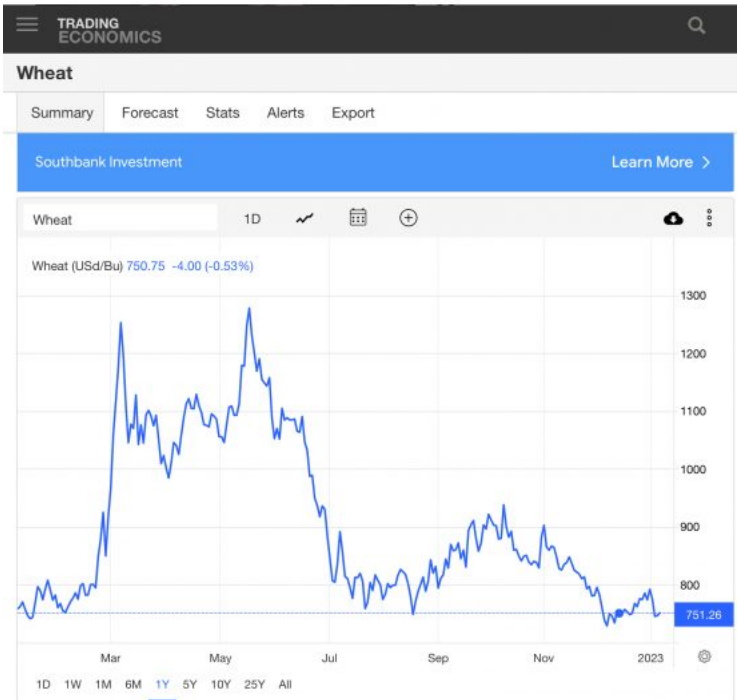 TRADING
ECONOMICS
Wheat
Summary Forecast Stats Alerts Export
Southbank Investment Learn More >
Wheat 1D
Wheat (USd/Bu) 750.75 -4.00 (-0.53%)
1300
1200
1100
1000
900
800
751.26
Mar May Jul Sep Nov 2023
1D 1W 1M 6M 1Y 5Y 10Y 25Y All